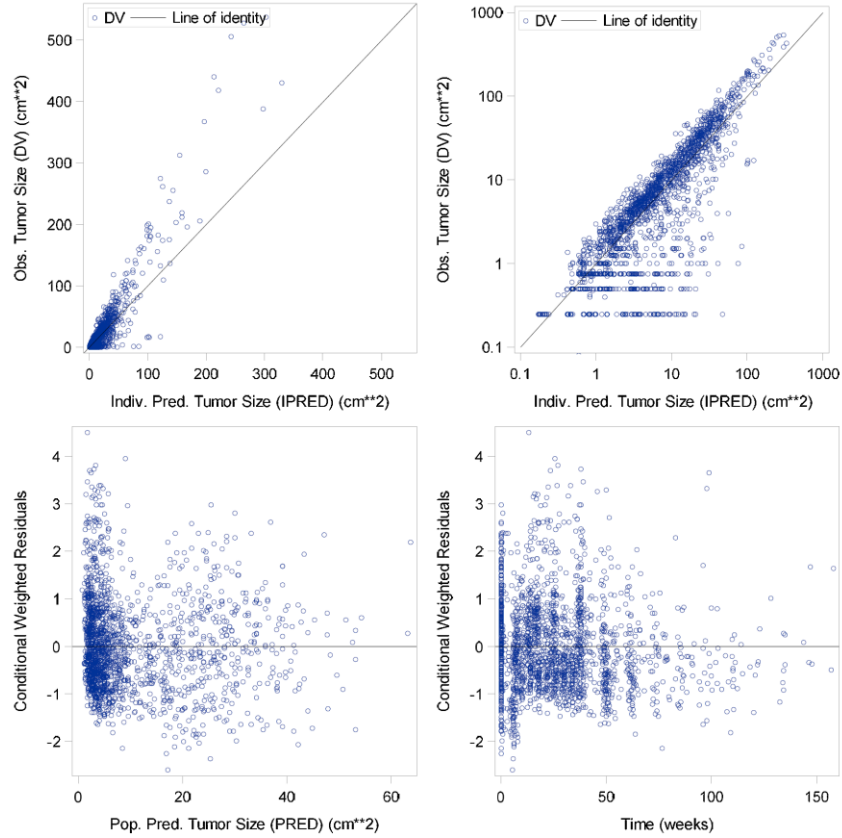 DV Line of identity
Obs. Tumor Size (DV) (cm**2)
500
400
300
200
100
0
0 100 200 300 400 500
Indiv. Pred. Tumor Size (IPRED) (cm**2)
DV Line of identity
Obs. Tumor Size (DV) (cm**2)
1000
100
10
1
0.1
0.1 1 10 100 1000
Indiv. Pred. Tumor Size (IPRED) (cm**2)
Conditional Weighted Residuals
4
3
2
1
0
-1
-2
0 20 40 60
Pop. Pred. Tumor Size (PRED) (cm**2)
Conditional Weighted Residuals
4
3
2
1
0
-1
-2
0 50 100 150
Time (weeks)